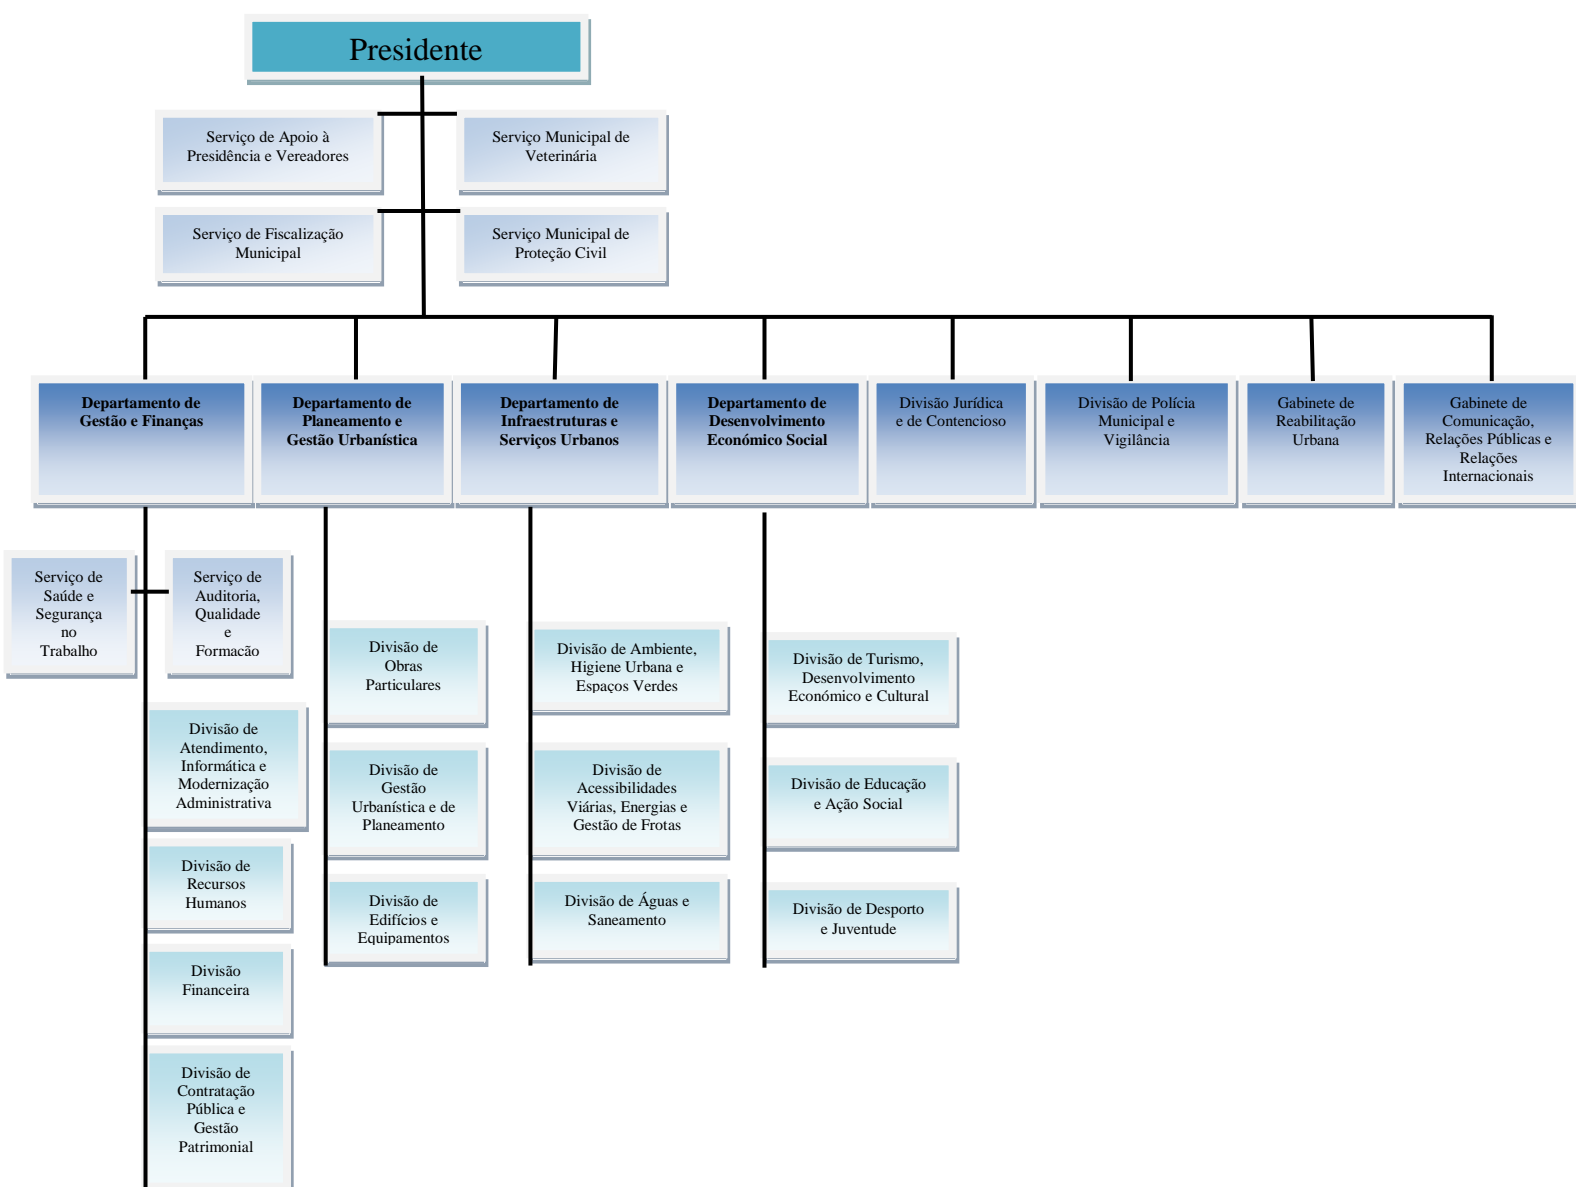 Presidente
Serviço de Apoio à
Presidência e Vereadores
Serviço Municipal de
Veterinária
Serviço de Fiscalização
Municipal
Serviço Municipal de
Proteção Civil
Departamento de
Gestão e Finanças
Departamento de
Planeamento e
Gestão Urbanística
Departamento de
Infraestruturas e
Serviços Urbanos
Departamento de
Desenvolvimento
Económico Social
Divisão Jurídica
e de Contencioso
Divisão de Polícia
Municipal e
Vigilância
Gabinete de
Reabilitação
Urbana
Gabinete de
Comunicação,
Relações Públicas e
Relações
Internacionais
Serviço de
Saúde e
Segurança
no
Trabalho
Serviço de
Auditoria,
Qualidade
e
Formacão
Divisão de
Atendimento,
Informática e
Modernização
Administrativa
Divisão de
Recursos
Humanos
Divisão
Financeira
Divisão de
Contratação
Pública e
Gestão
Patrimonial
Divisão de
Obras
Particulares
Divisão de
Gestão
Urbanística e de
Planeamento
Divisão de
Edifícios e
Equipamentos
Divisão de Ambiente,
Higiene Urbana e
Espaços Verdes
Divisão de
Acessibilidades
Viárias, Energias e
Gestão de Frotas
Divisão de Águas e
Saneamento
Divisão de Turismo,
Desenvolvimento
Económico e Cultural
Divisão de Educação
e Ação Social
Divisão de Desporto
e Juventude